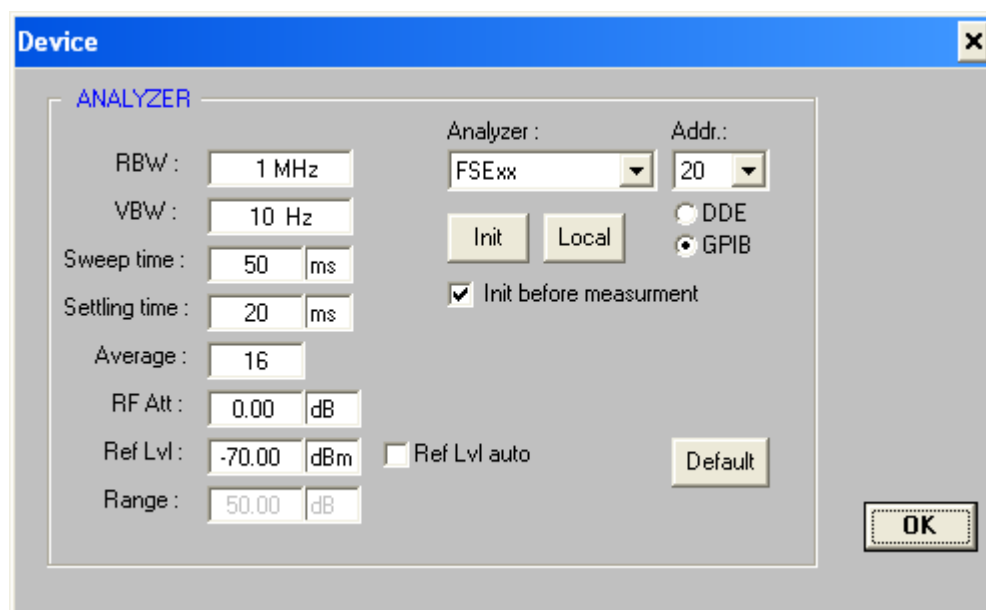 Device
ANALYZER
Analyzer : Addr.:
RBW : 1 MHz FSExx 20
VBW : 10 Hz DDE
Init Local GPIB
Sweep time : 50 ms
Init before measurment
Settling time : 20 ms
Average : 16
RF Att : 0.00 dB
Ref Lvl : -70.00 dBm Ref Lvl auto Default
Range : 50.00 dB
OK